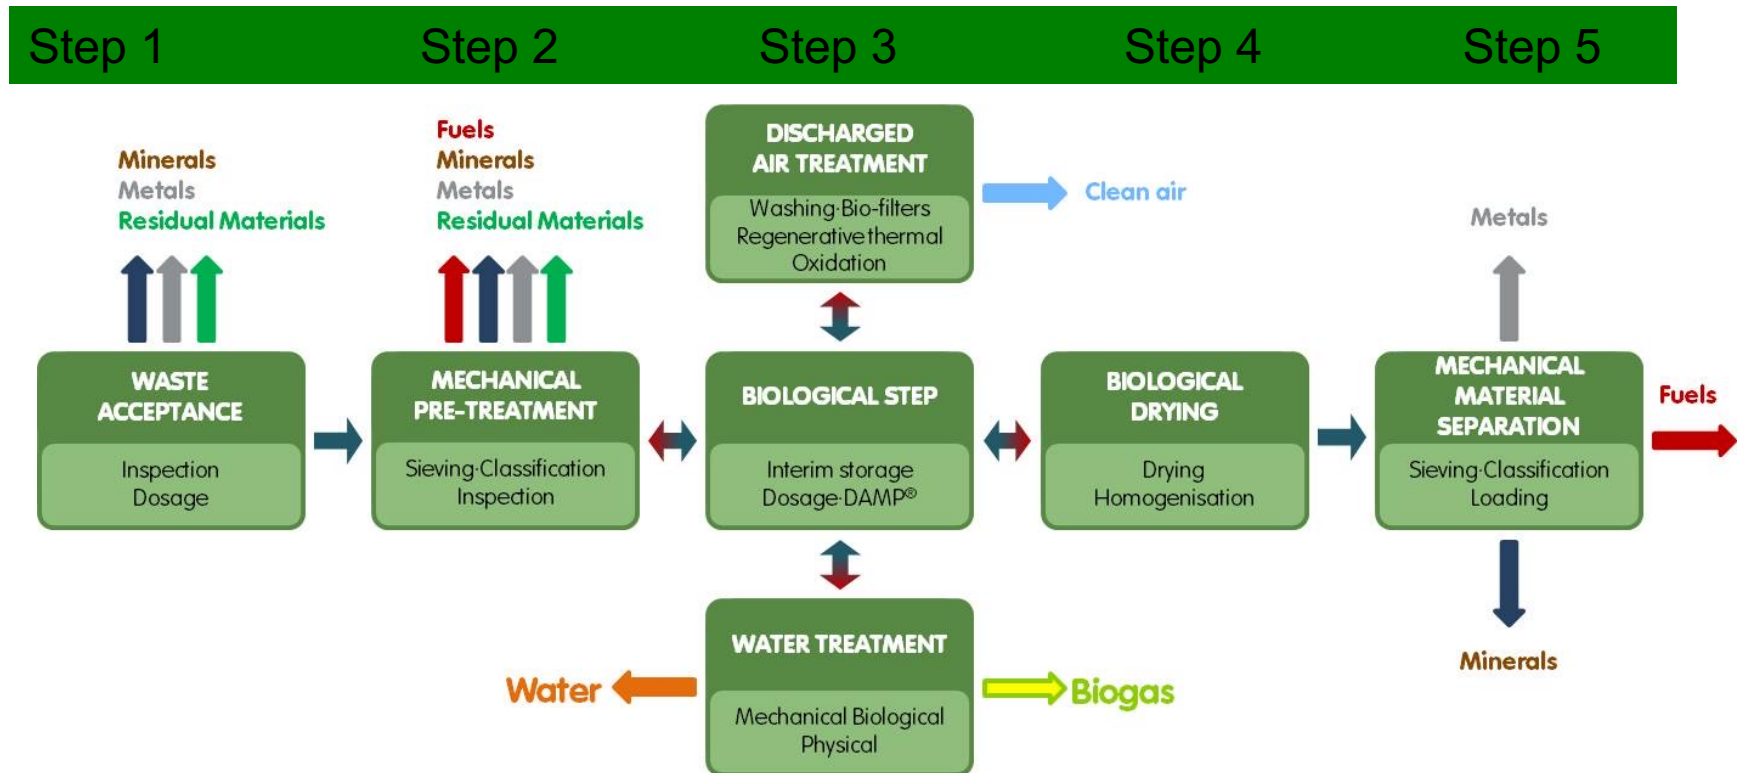 Step 1
Step 2
Step 3
Step 4
Step 5
Minerals
Metals
Residual Materials
Fuels
Minerals
Metals
Residual Materials
DISCHARGED
AIR TREATMENT
Washing·Bio-filters
Regenerative thermal
Oxidation
Clean air
Metals
WASTE
ACCEPTANCE
Inspection
Dosage
MECHANICAL
PRE-TREATMENT
Sieving·Classification
Inspection
BIOLOGICAL STEP
Interim storage
Dosage·DAMP®
BIOLOGICAL
DRYING
Drying
Homogenisation
MECHANICAL
MATERIAL
SEPARATION
Sieving·Classification
Loading
Fuels
WATER TREATMENT
Mechanical Biological
Physical
Water
Biogas
Minerals